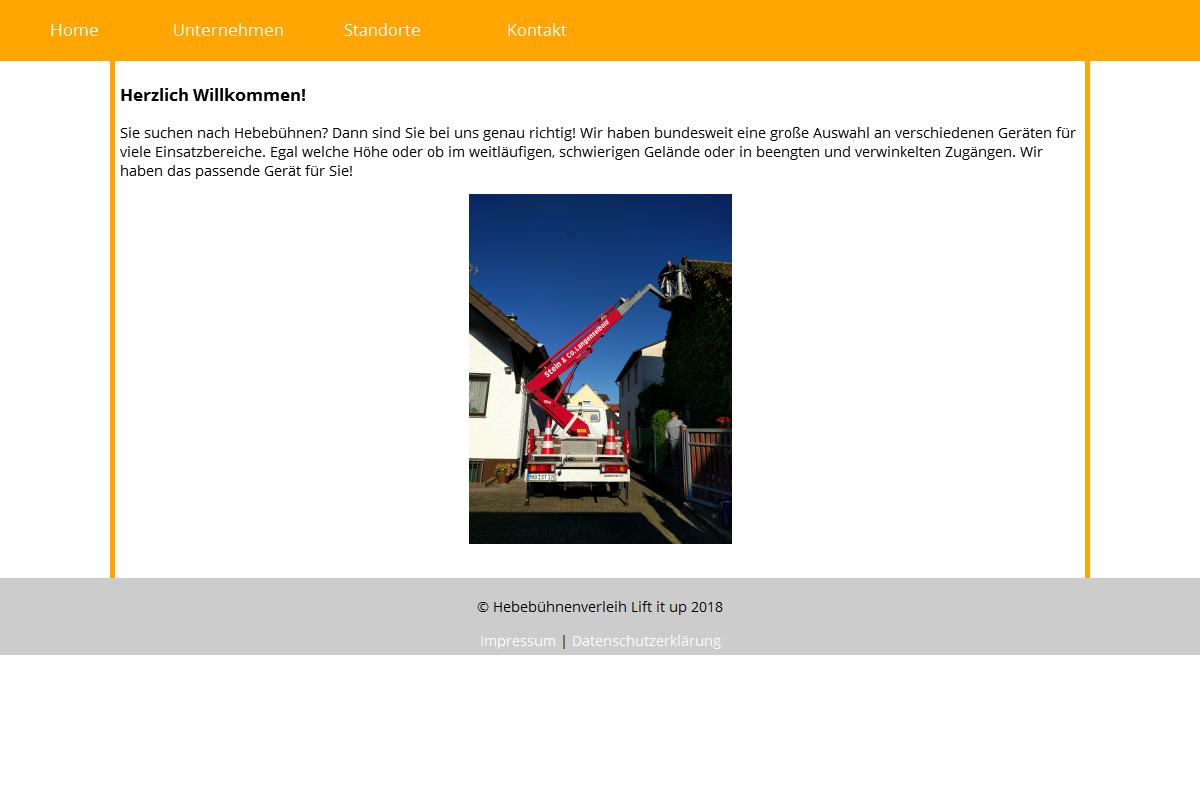 Home Unternehmen Standorte Kontakt
Herzlich Willkommen!
Sie suchen nach Hebebühnen? Dann sind Sie bei uns genau richtig! Wir haben bundesweit eine große Auswahl an verschiedenen Geräten für
viele Einsatzbereiche. Egal welche Höhe oder ob im weitläufigen, schwierigen Gelände oder in beengten und verwinkelten Zugängen. Wir
haben das passende Gerät für Sie!
Stein & Co. Langenselbold
© Hebebühnenverleih Lift it up 2018
Impressum | Datenschutzerklärung